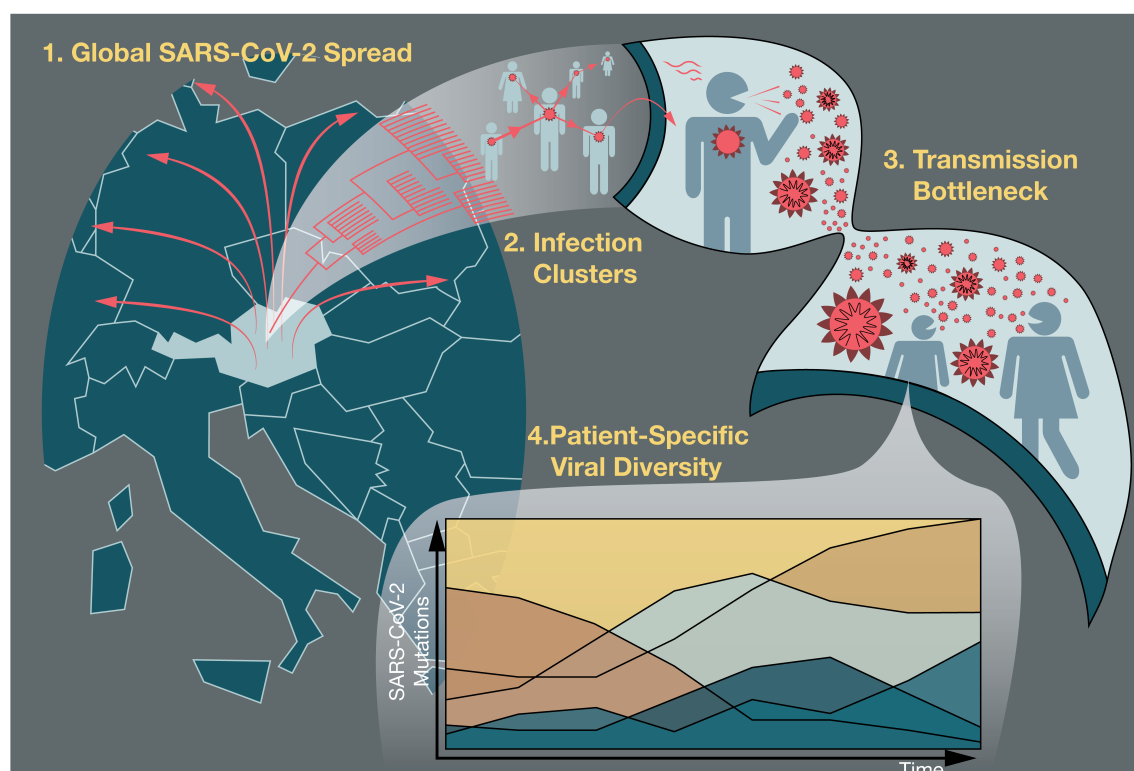 1. Global SARS-CoV-2 Spread
2. Infection
Clusters
3. Transmission
Bottleneck
4.Patient-Specific
Viral Diversity
SARS-CoV-2
Mutations
Time